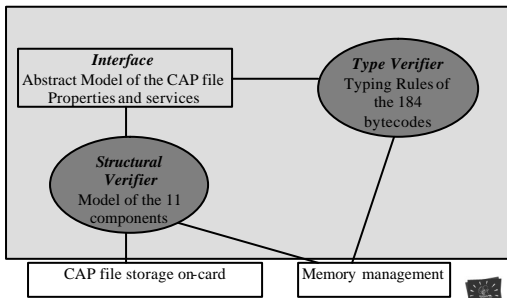 Interface
Abstract Model of the CAP file
Properties and services
Type Verifier
Typing Rules of
the 184
bytecodes
Structural
Verifier
Model of the 11
components
CAP file storage on-card
Memory management